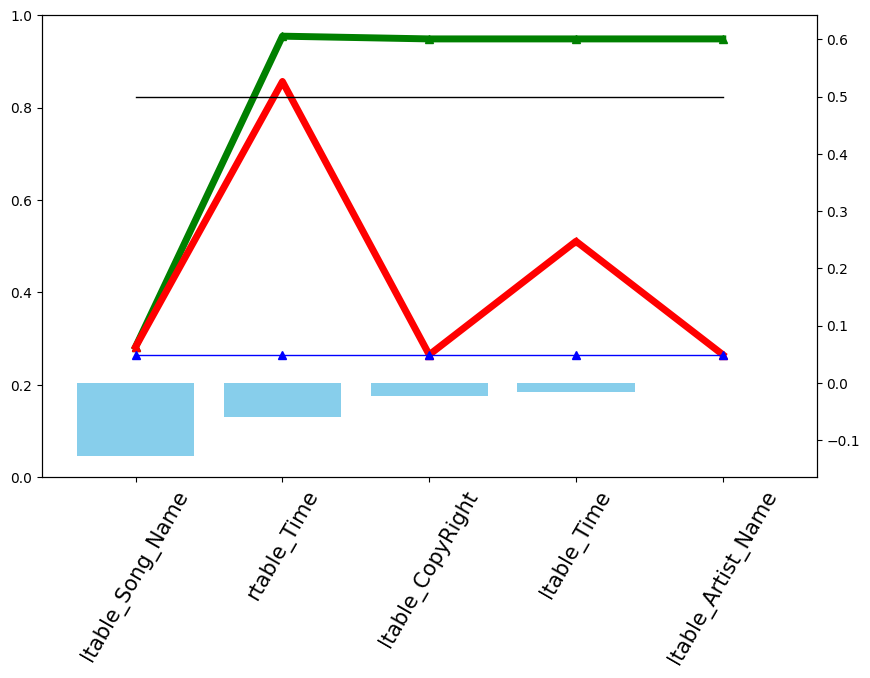 1.0
0.8
0.6
0.4
0.2
0.0
0.6
0.5
0.4
0.3
0.2
0.1
0.0
−0.1
ltable_Song_Name
rtable_Time
ltable_CopyRight
ltable_Time
ltable_Artist_Name